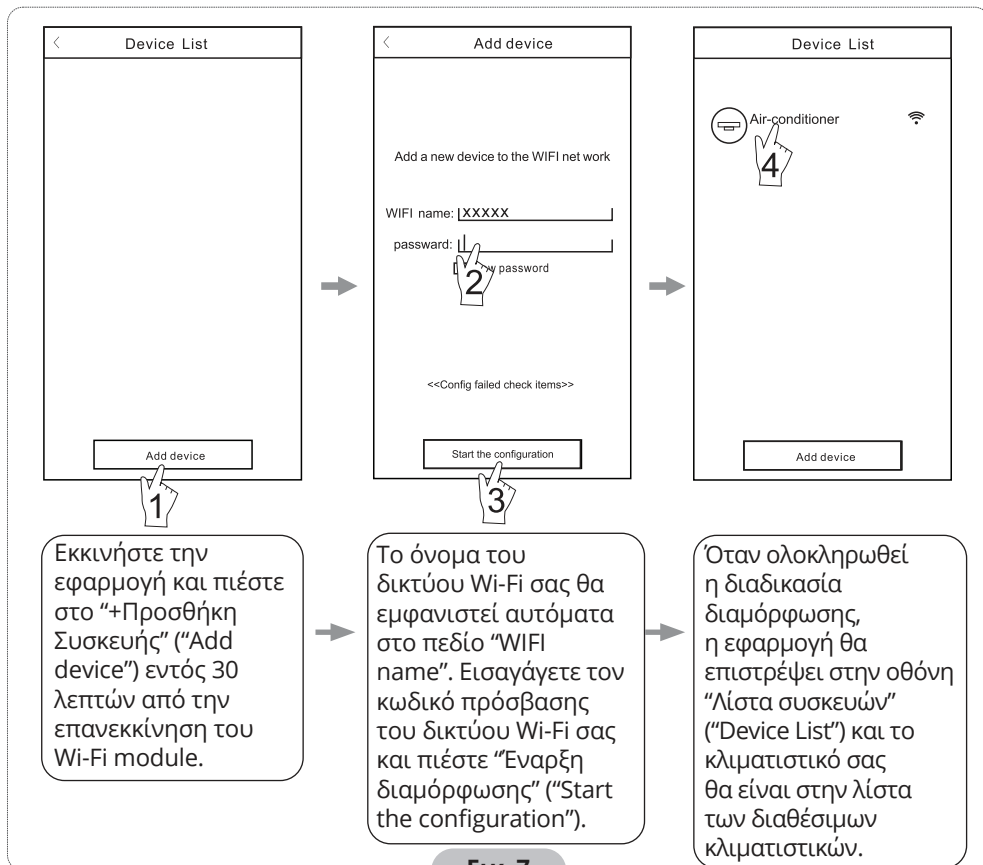 Device List
Add device
1
Add device
Add a new device to the WIFI net work
WIFI name: XXXXX
passward:
password
2
<<Config failed check items>>
Start the configuration
3
Device List
Air-conditioner
4
Add device
Εκκινήστε την
εφαρμογή και πιέστε
στο “+Προσθήκη
Συσκευής” (“Add
device”) εντός 30
λεπτών από την
επανεκκίνηση του
Wi-Fi module.
Το όνομα του
δικτύου Wi-Fi σας θα
εμφανιστεί αυτόματα
στο πεδίο “WIFI
name”. Εισαγάγετε τον
κωδικό πρόσβασης
του δικτύου Wi-Fi σας
και πιέστε “Έναρξη
διαμόρφωσης” (“Start
the configuration”).
Όταν ολοκληρωθεί
η διαδικασία
διαμόρφωσης,
η εφαρμογή θα
επιστρέψει στην οθόνη
“Λίστα συσκευών”
(“Device List”) και το
κλιματιστικό σας
θα είναι στην λίστα
των διαθέσιμων
κλιματιστικών.